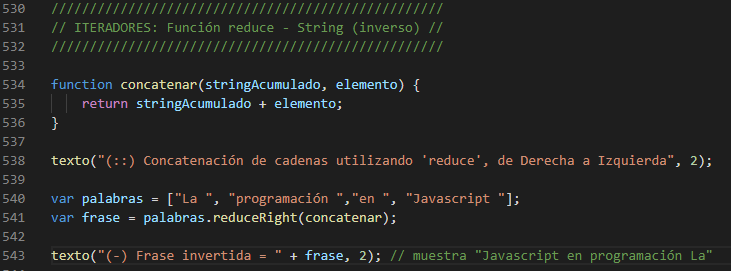 530 ///////////////////////////////////////////////////
531 // ITERADORES: Función reduce - String (inverso) //
532 ///////////////////////////////////////////////////
533
534 function concatenar(stringAcumulado, elemento) {
535     return stringAcumulado + elemento;
536 }
537
538 texto("(::) Concatenación de cadenas utilizando 'reduce', de Derecha a Izquierda", 2);
539
540 var palabras = ["La ", "programación ","en ", "Javascript "];
541 var frase = palabras.reduceRight(concatenar);
542
543 texto("(-) Frase invertida = " + frase, 2); // muestra "Javascript en programación La"